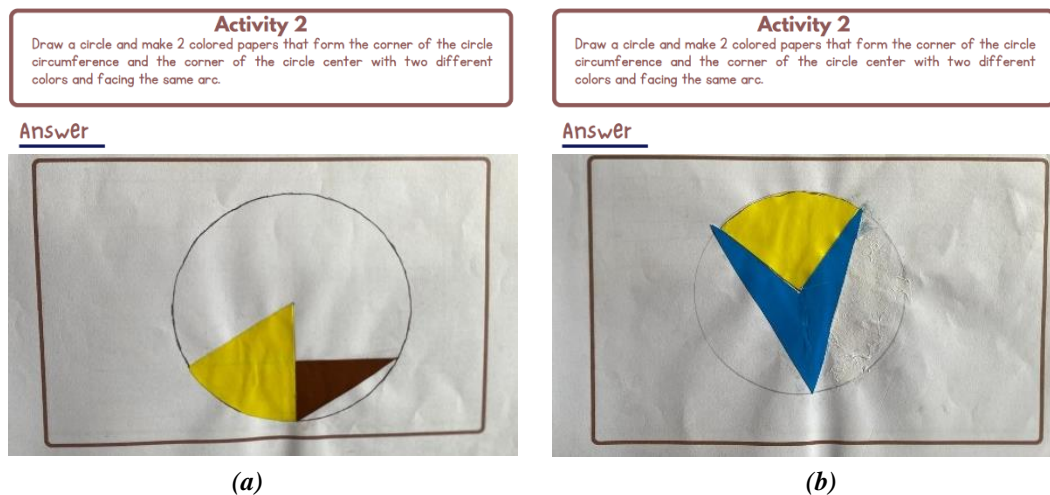 Activity 2
Draw a circle and make 2 colored papers that form the corner of the circle
circumference and the corner of the circle center with two different
colors and facing the same arc.
Answer
(a)
Activity 2
Draw a circle and make 2 colored papers that form the corner of the circle
circumference and the corner of the circle center with two different
colors and facing the same arc.
Answer
(b)